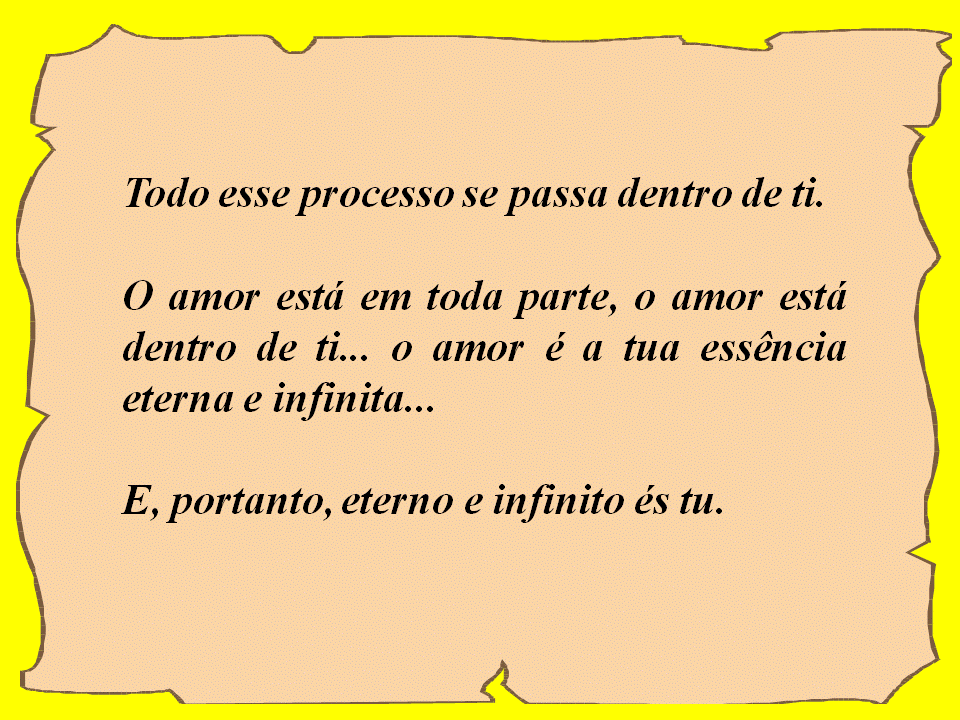 Todo esse processo se passa dentro de ti.
O amor está em toda parte, o amor está
dentro de ti... o amor é a tua essência
eterna e infinita...
E, portanto, eterno e infinito és tu.